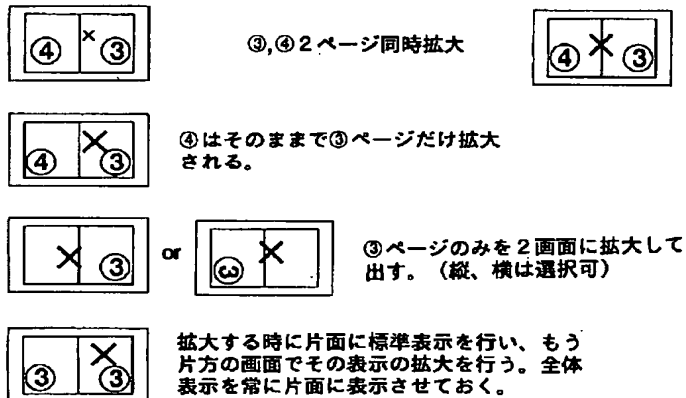 ④ × ③
③,④２ページ同時拡大
④ × ③
④ × ③
④はそのままで③ページだけ拡大
される。
× ③
or
③ ×
③ページのみを２画面に拡大して
出す。（縦、横は選択可）
③ × ③
拡大する時に片面に標準表示を行い、もう
片方の画面でその表示の拡大を行う。全体
表示を常に片面に表示させておく。